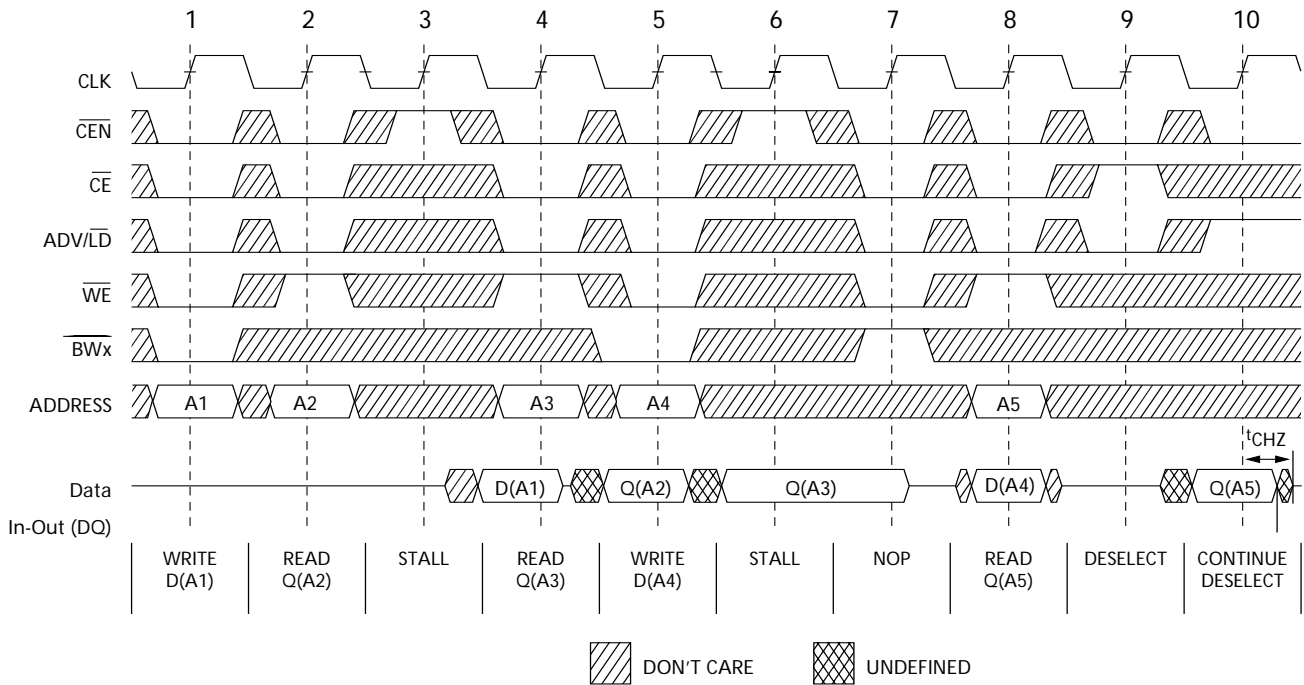 1 2 3 4 5 6 7 8 9 10
CLK
CEN
CE
ADV/LD
WE
BWx
ADDRESS A1 A2 A3 A4 A5
tCHZ
Data D(A1) Q(A2) Q(A3) D(A4) Q(A5)
In-Out (DQ)
WRITE READ STALL READ WRITE STALL NOP READ DESELECT CONTINUE
D(A1) Q(A2) Q(A3) D(A4) Q(A5) DESELECT
DON'T CARE UNDEFINED